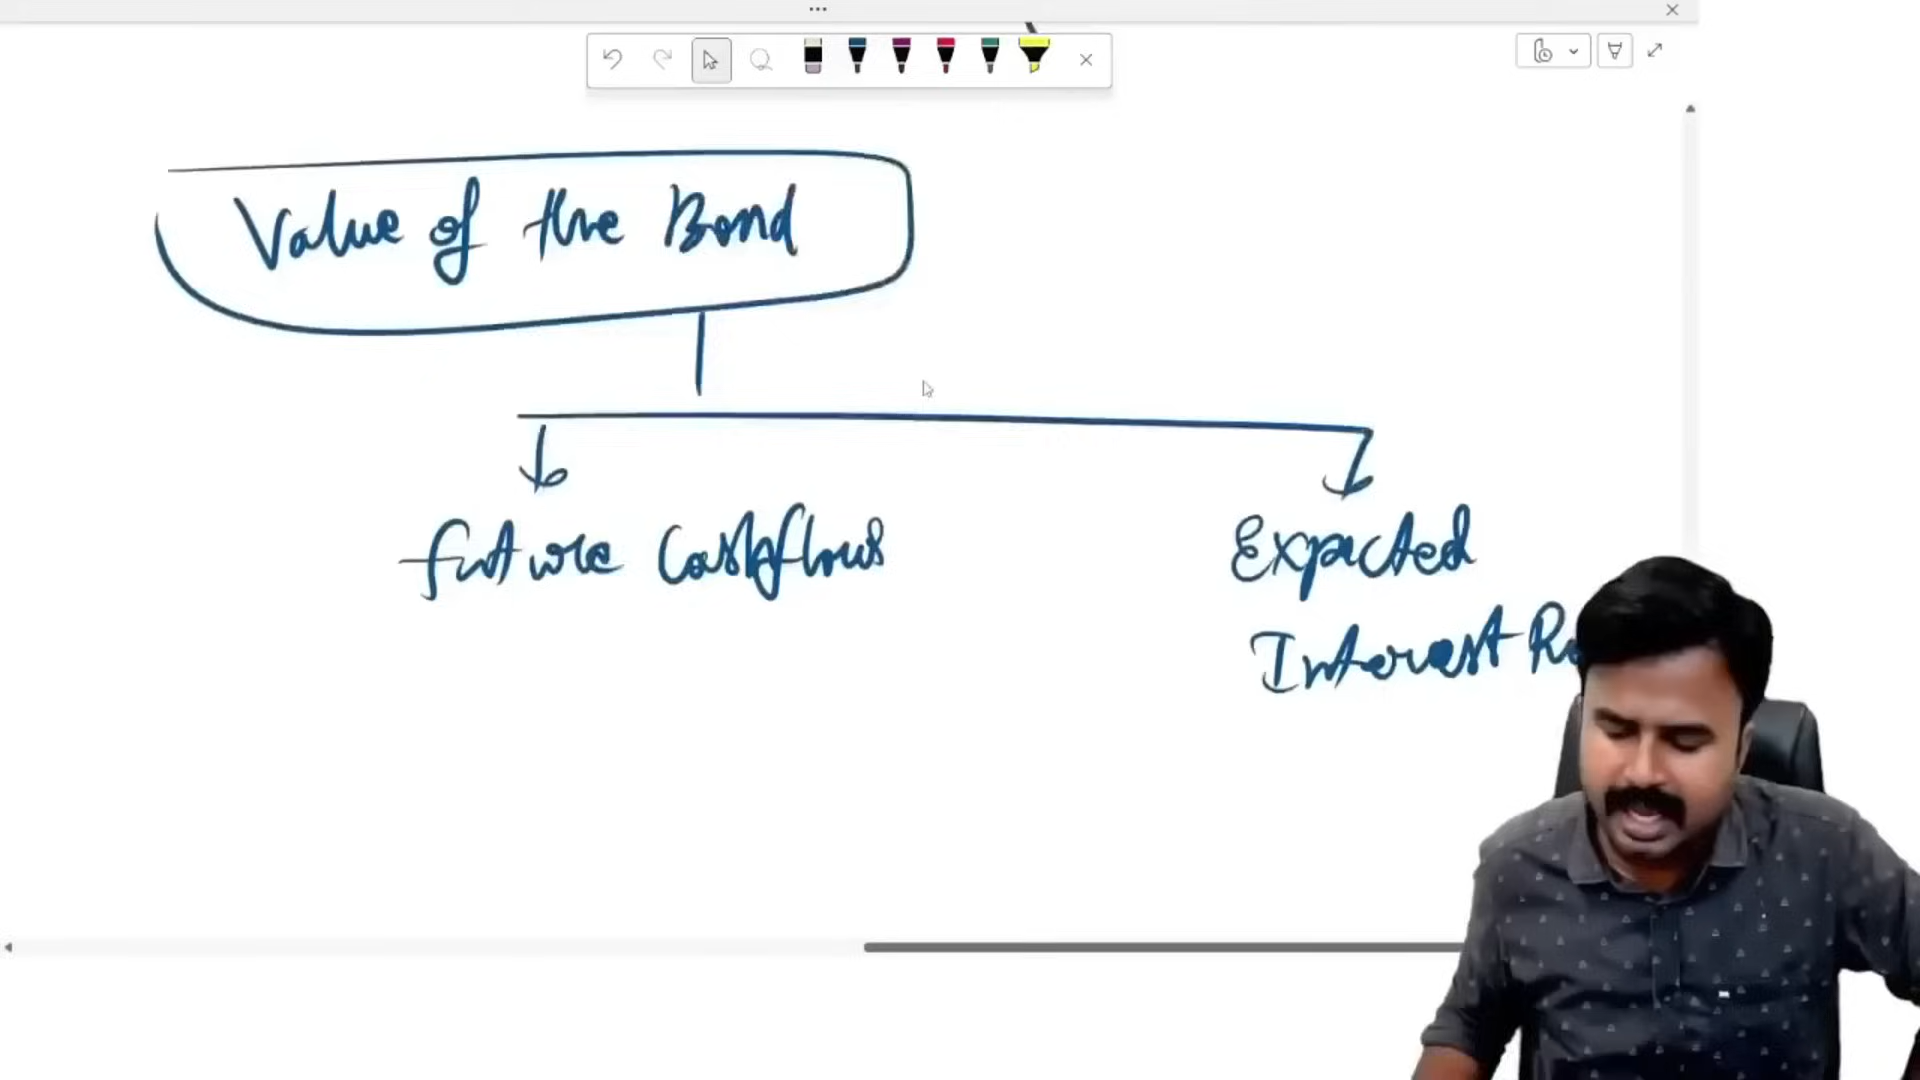 Value of the Bond
future Cashflows
Expected
Interest